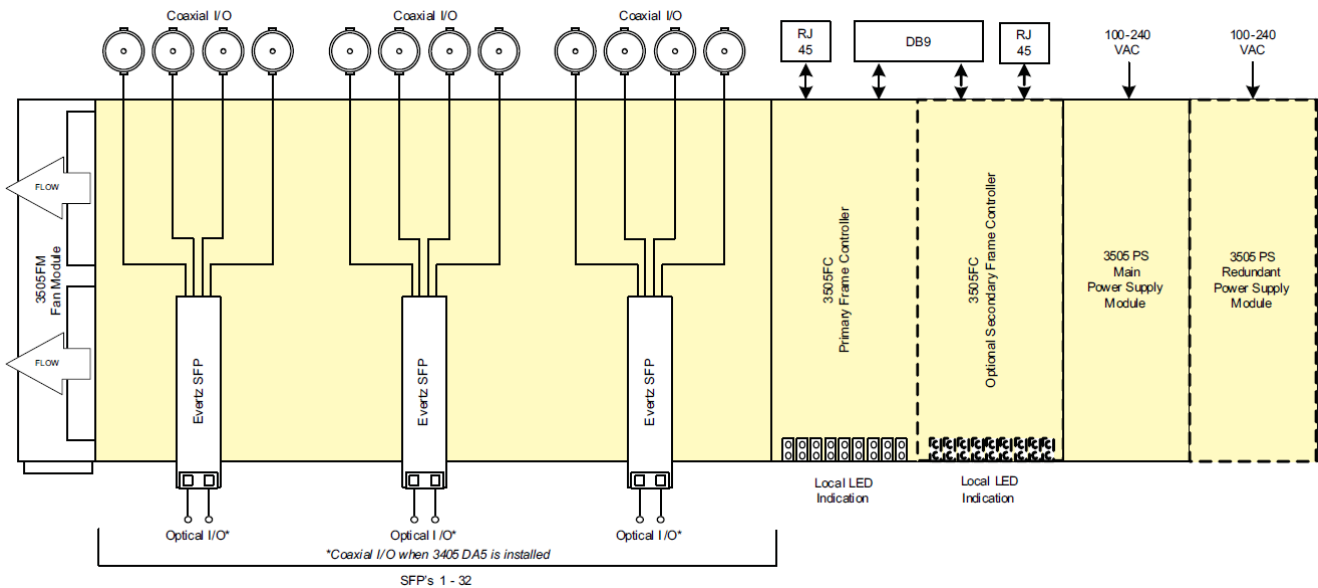 Coaxial I/O
Coaxial I/O
Coaxial I/O
RJ
45
DB9
RJ
45
100-240
VAC
100-240
VAC
FLOW
FLOW
3505FM
Fan Module
Evertz SFP
Evertz SFP
Evertz SFP
3505FC
Primary Frame Controller
3505FC
Optional Secondary Frame Controller
3505 PS
Main
Power Supply
Module
3505 PS
Redundant
Power Supply
Module
Local LED
Indication
Local LED
Indication
Optical I/O*
Optical I/O*
Optical I/O*
*Coaxial I/O when 3405 DA5 is installed
SFP's 1 - 32